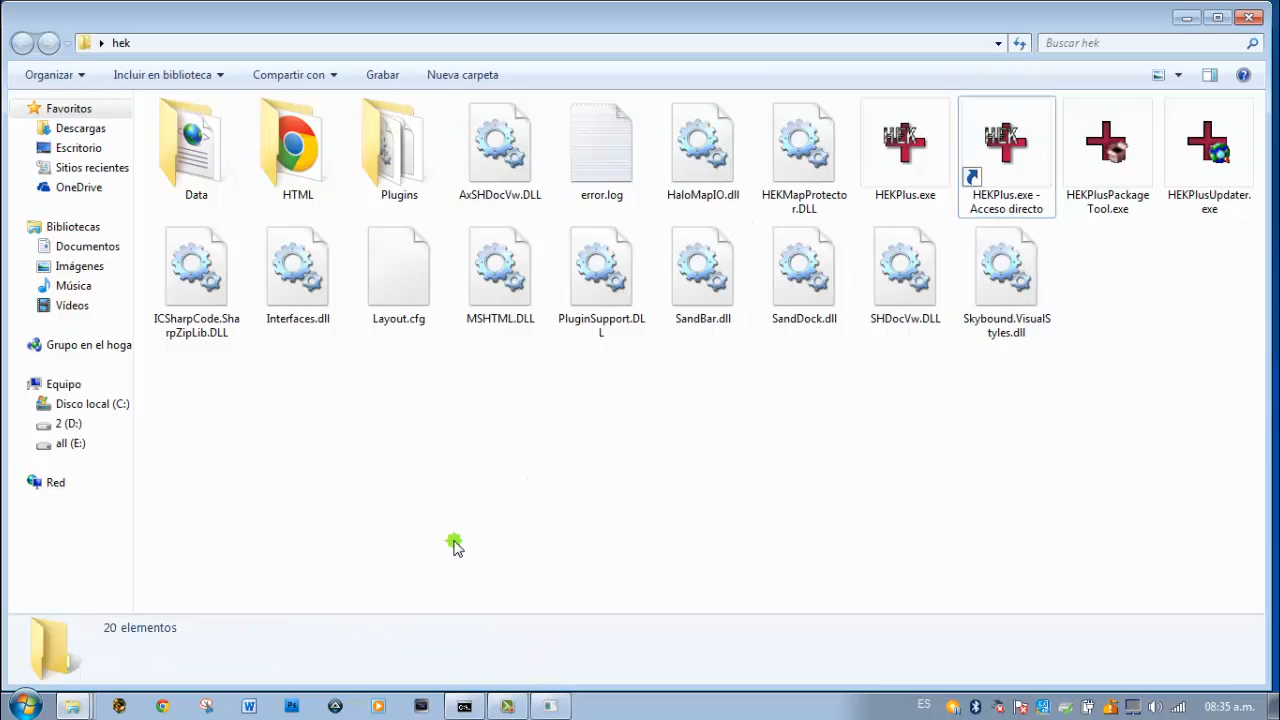 hek
Buscar hek
Organizar
Incluir en biblioteca
Compartir con
Grabar
Nueva carpeta
Favoritos
Descargas
Escritorio
Sitios recientes
OneDrive
Bibliotecas
Documentos
Imágenes
Música
Vídeos
Grupo en el hoga
Equipo
Disco local (C:)
2 (D:)
all (E:)
Red
Data
HTML
Plugins
AxSHDocVw.DLL
error.log
HaloMapIO.dll
HEKMapProtecto
r.DLL
HEK
HEKPlus.exe
HEK
HEKPlus.exe -
Acceso directo
HEKPlusPackage
Tool.exe
HEKPlusUpdater.
exe
ICSharpCode.Sha
rpZipLib.DLL
Interfaces.dll
Layout.cfg
MSHTML.DLL
PluginSupport.DL
L
SandBar.dll
SandDock.dll
SHDocVw.DLL
Skybound.VisualS
tyles.dll
20 elementos
ES
08:35 a.m.